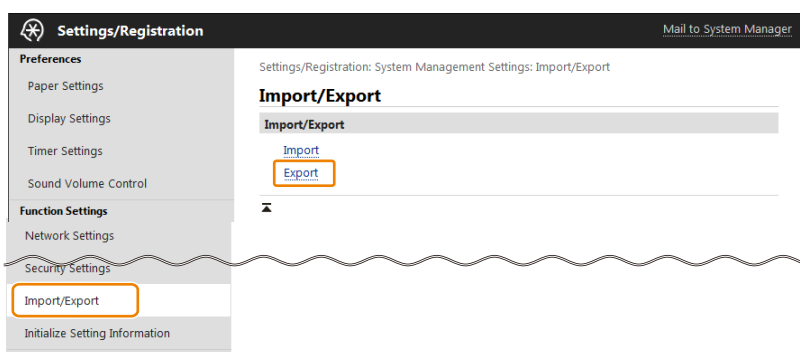 Settings/Registration
Mail to System Manager
Preferences
Paper Settings
Display Settings
Timer Settings
Sound Volume Control
Function Settings
Network Settings
Security Settings
Import/Export
Initialize Setting Information
Settings/Registration: System Management Settings: Import/Export
Import/Export
Import/Export
Import
Export